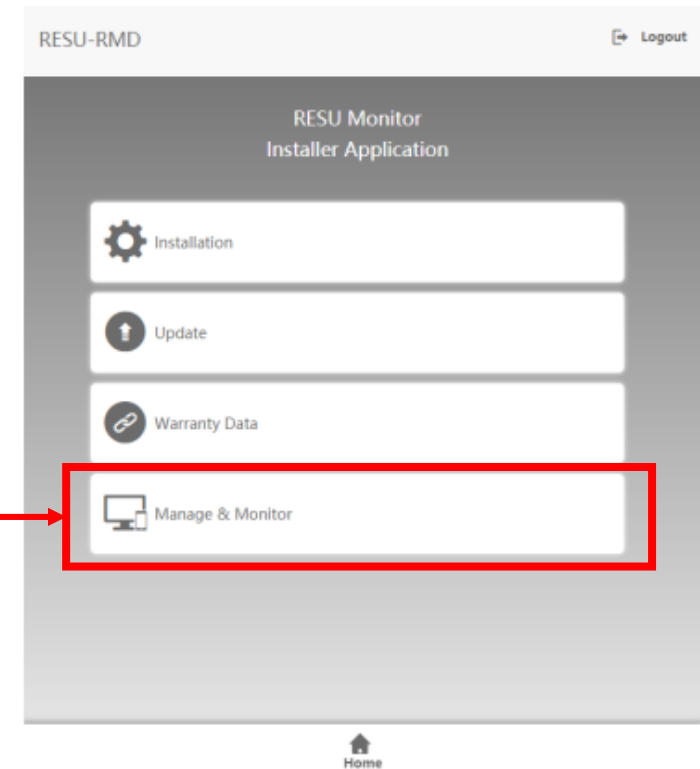 RESU-RMD
Logout
RESU Monitor
Installer Application
Installation
Update
Warranty Data
Manage & Monitor
Home